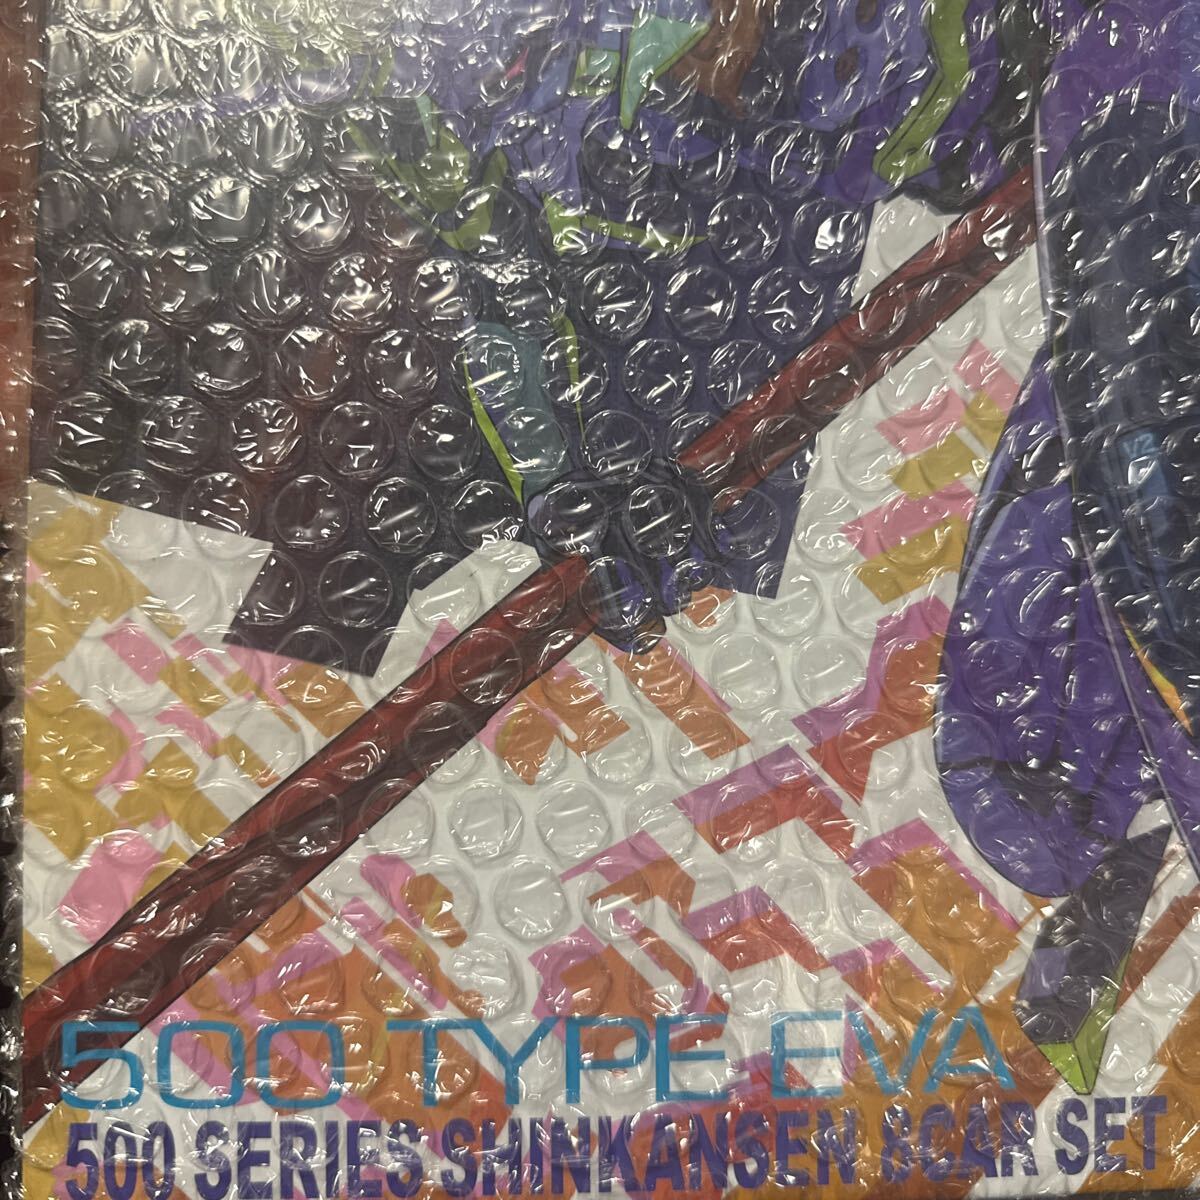 500 TYPE EVA
500 SERIES SHINKANSEN 8CAR SET